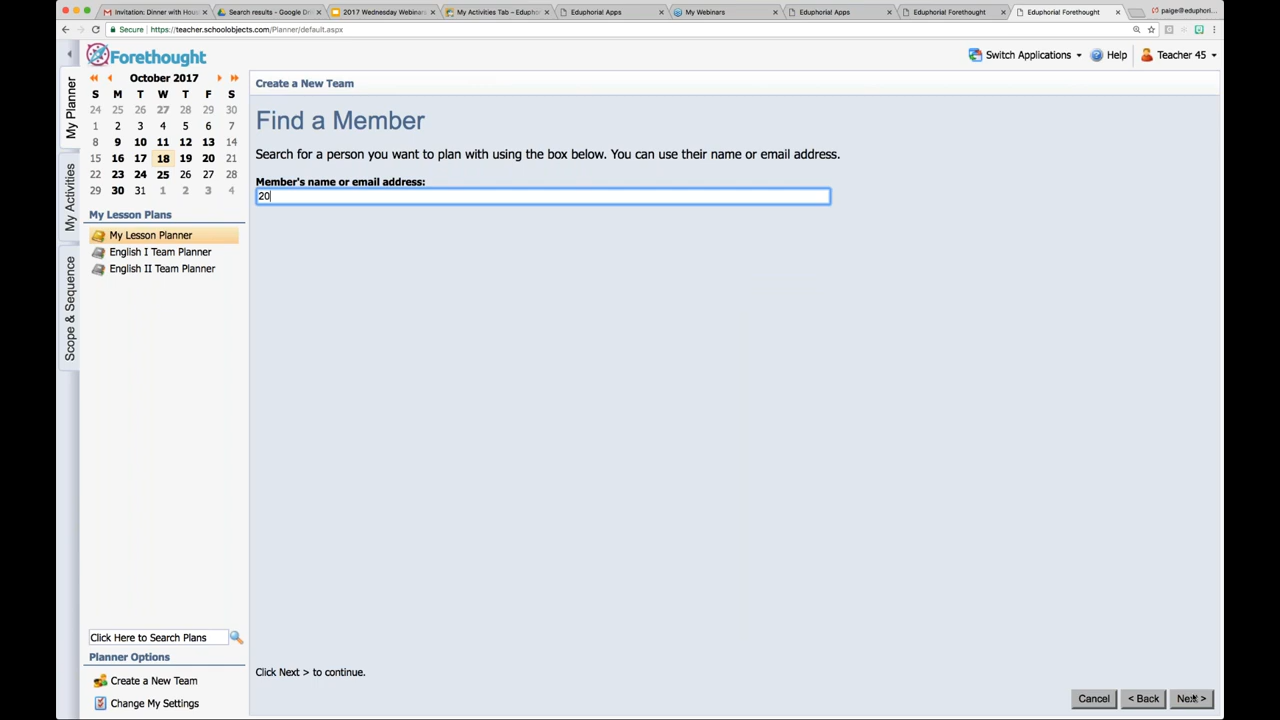 Invitation: Dinner with Hous
Search results - Google Dri
2017 Wednesday Webinar
My Activities Tab – Eduphor
Eduphorial Apps
My Webinars
Eduphorial Apps
Eduphorial Forethought
Eduphorial Forethought
paige@eduphori...
Secure
https://teacher.schoolobjects.com/Planner/default.aspx
Forethought
Switch Applications
Help
Teacher 45
My Planner
My Activities
Scope & Sequence
October 2017
S M T W T F S
24 25 26 27 28 29 30
1 2 3 4 5 6 7
8 9 10 11 12 13 14
15 16 17 18 19 20 21
22 23 24 25 26 27 28
29 30 31 1 2 3 4
My Lesson Plans
My Lesson Planner
English I Team Planner
English II Team Planner
Click Here to Search Plans
Planner Options
Create a New Team
Change My Settings
Create a New Team
Find a Member
Search for a person you want to plan with using the box below. You can use their name or email address.
Member's name or email address:
20
Click Next > to continue.
Cancel
< Back
Next >